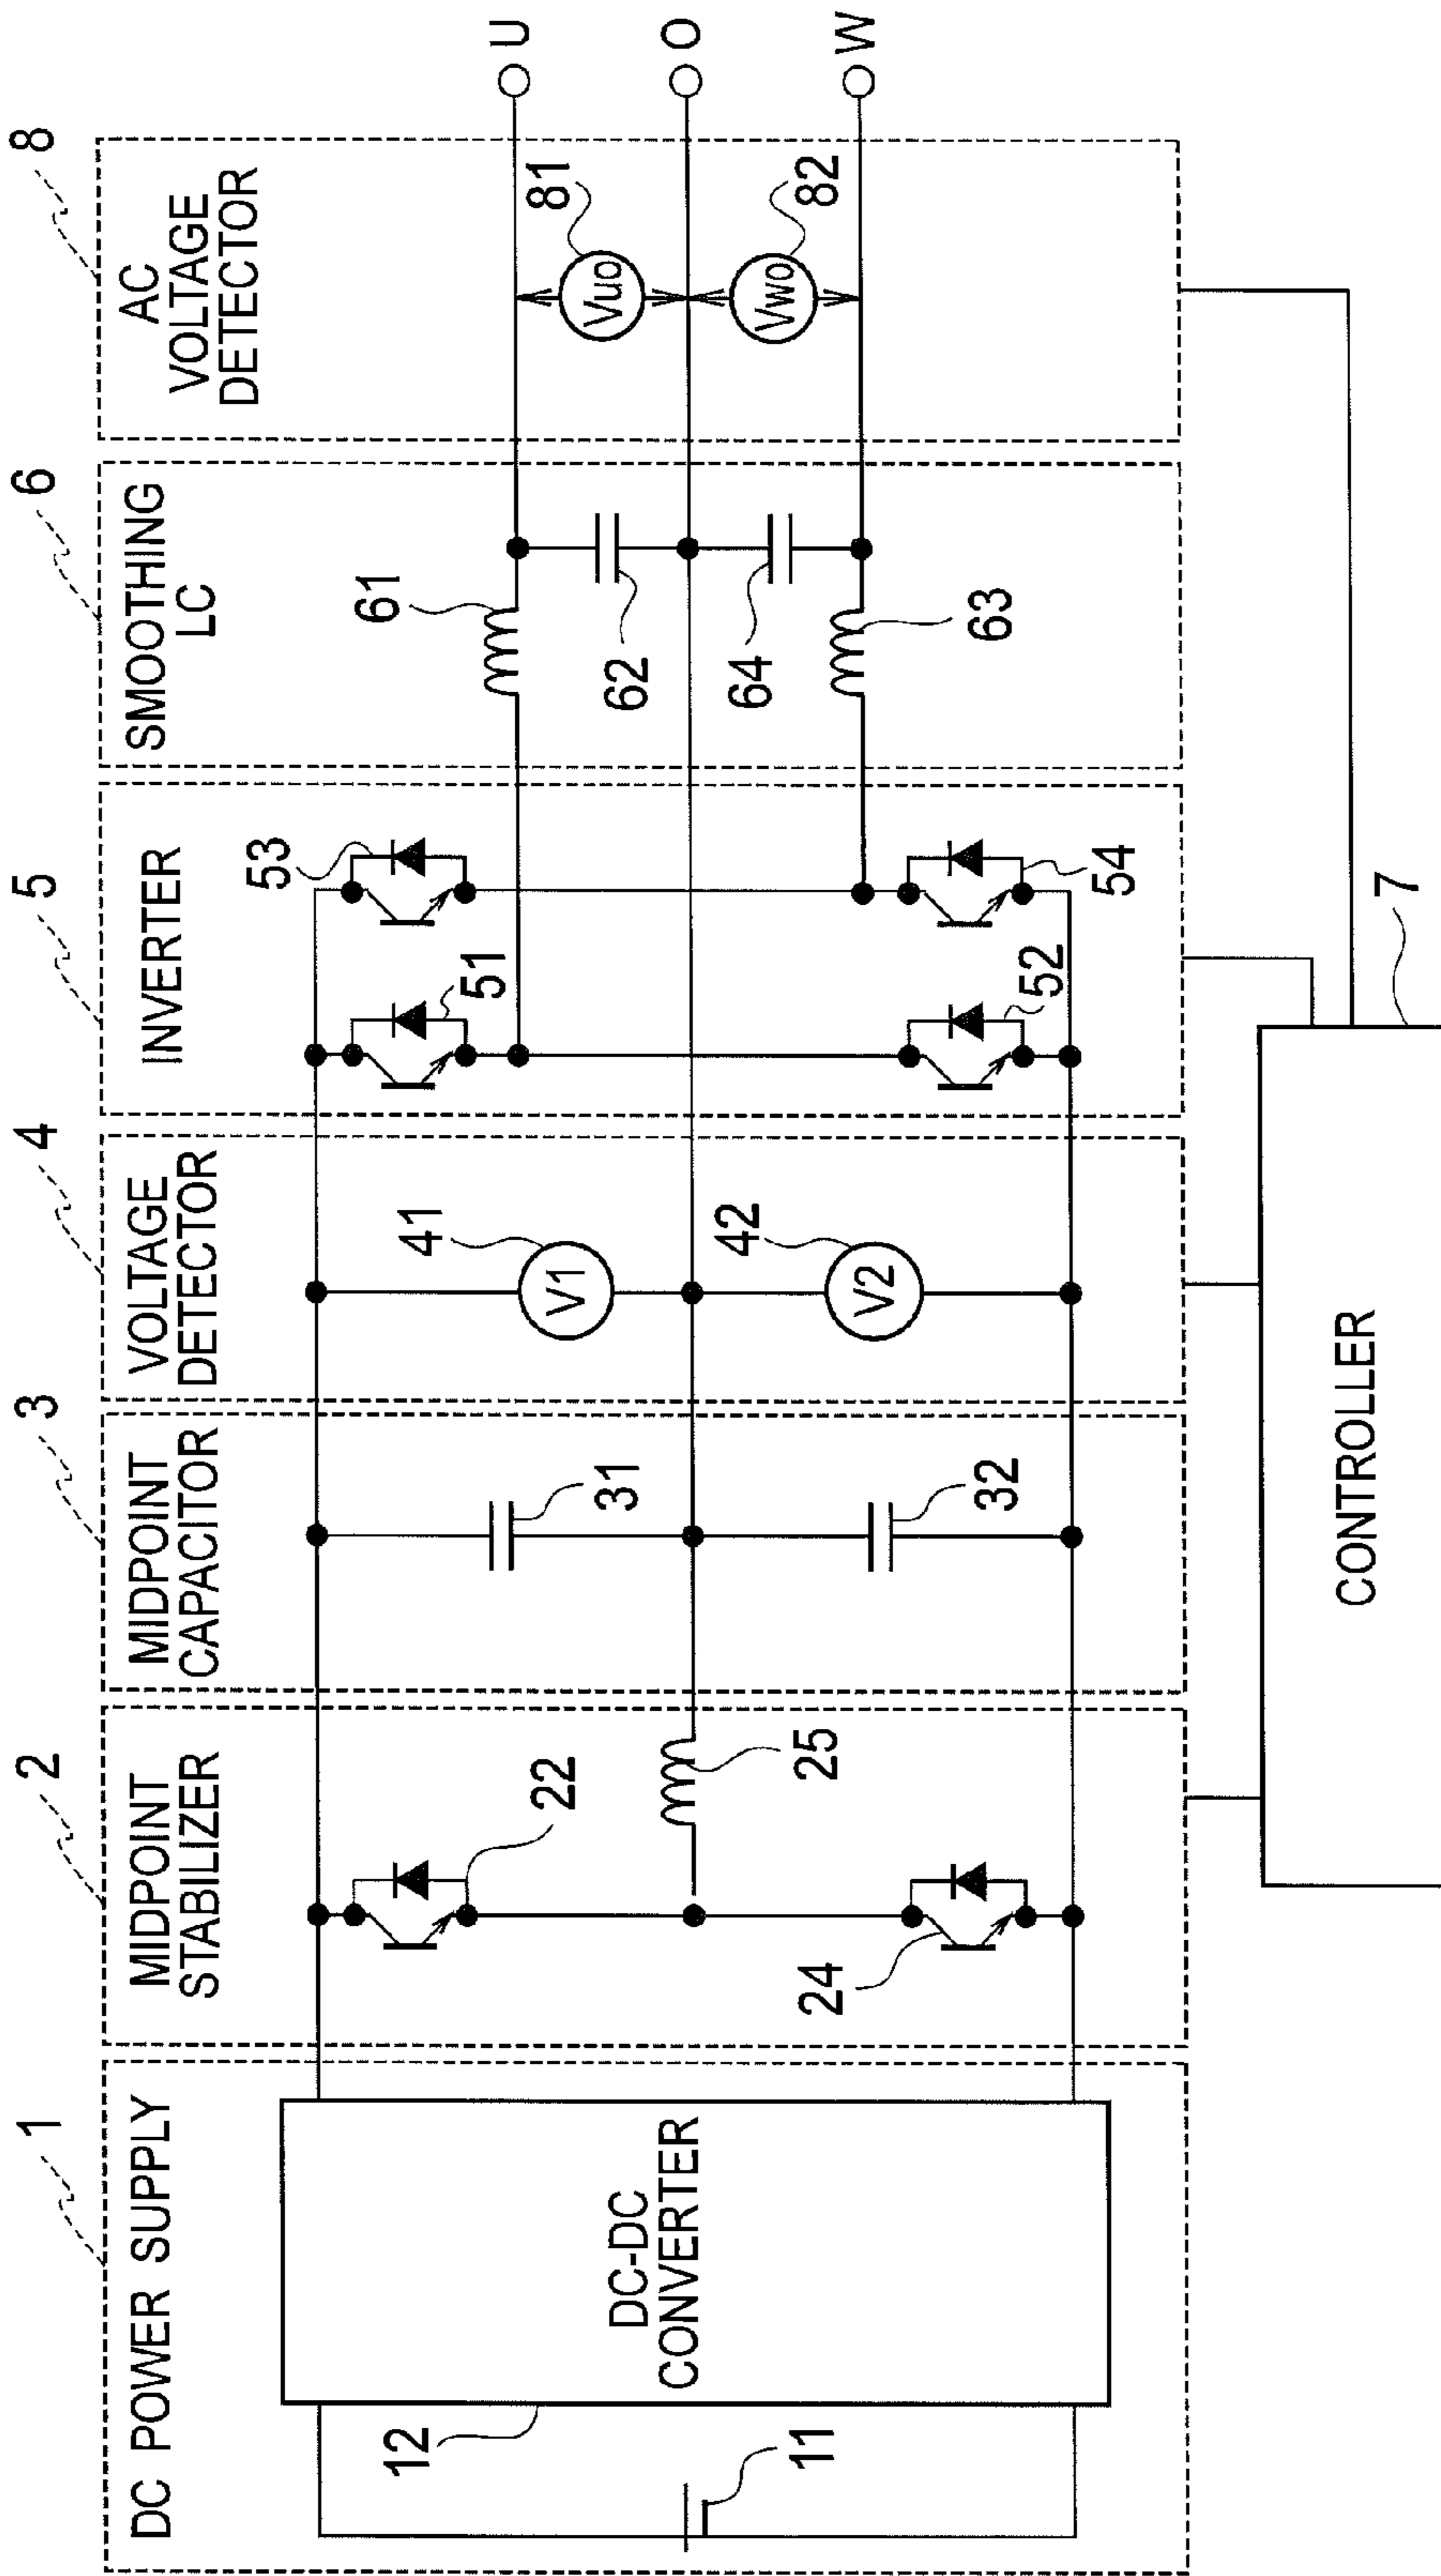 1
2
3
4
5
6
8
DC POWER SUPPLY
MIDPOINT
STABILIZER
MIDPOINT
CAPACITOR
VOLTAGE
DETECTOR
INVERTER
SMOOTHING
LC
AC
VOLTAGE
DETECTOR
12
11
DC-DC
CONVERTER
22
24
25
31
32
41
V1
42
V2
51
53
52
54
61
62
64
63
81
Vuo
82
Vwo
U
O
W
CONTROLLER
7